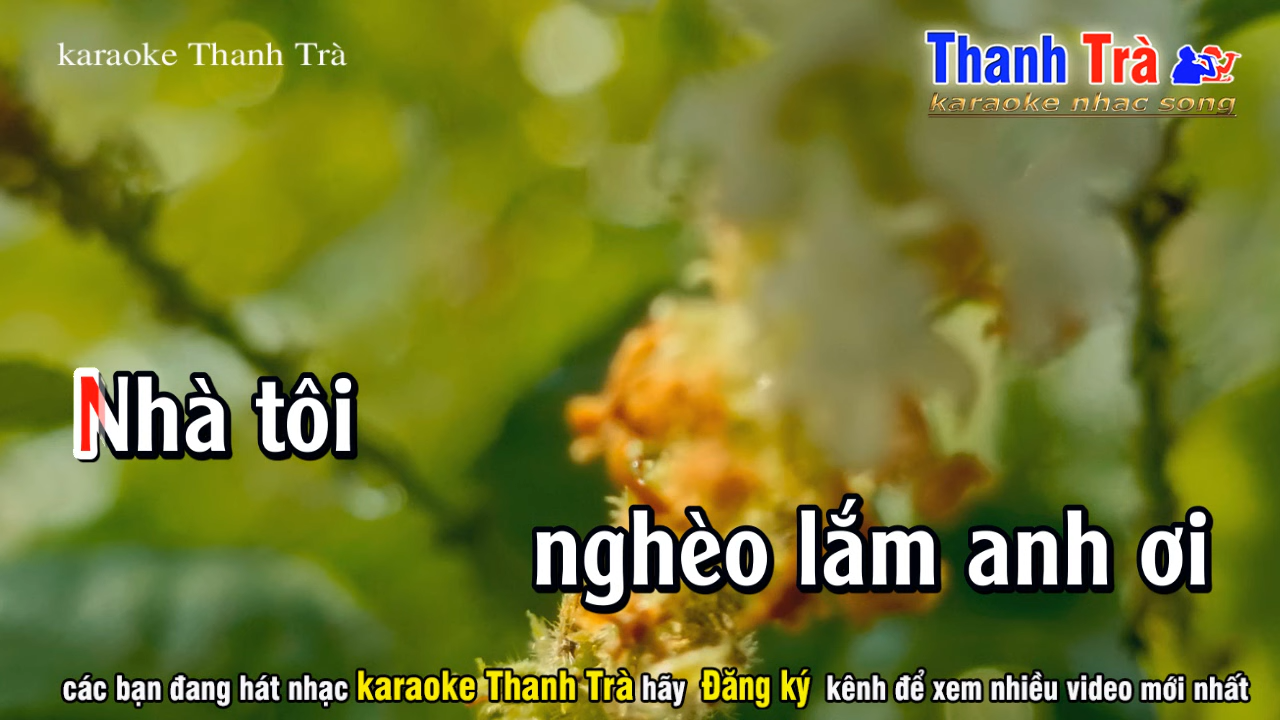 karaoke Thanh Trà
Thanh Trà
karaoke nhac song
Nhà tôi
nghèo lắm anh ơi
các bạn đang hát nhạc karaoke Thanh Trà hãy Đăng ký kênh để xem nhiều video mới nhất